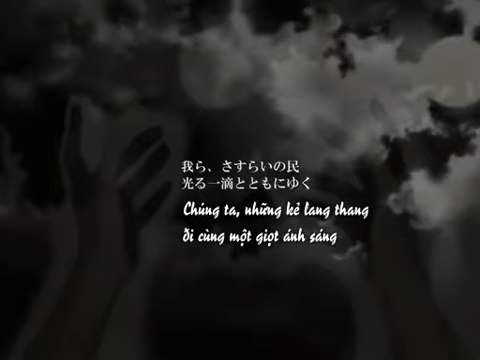 我ら、さすらいの民
光る一滴とともにゆく
Chúng ta, những kẻ lang thang
đi cùng một giọt ánh sáng